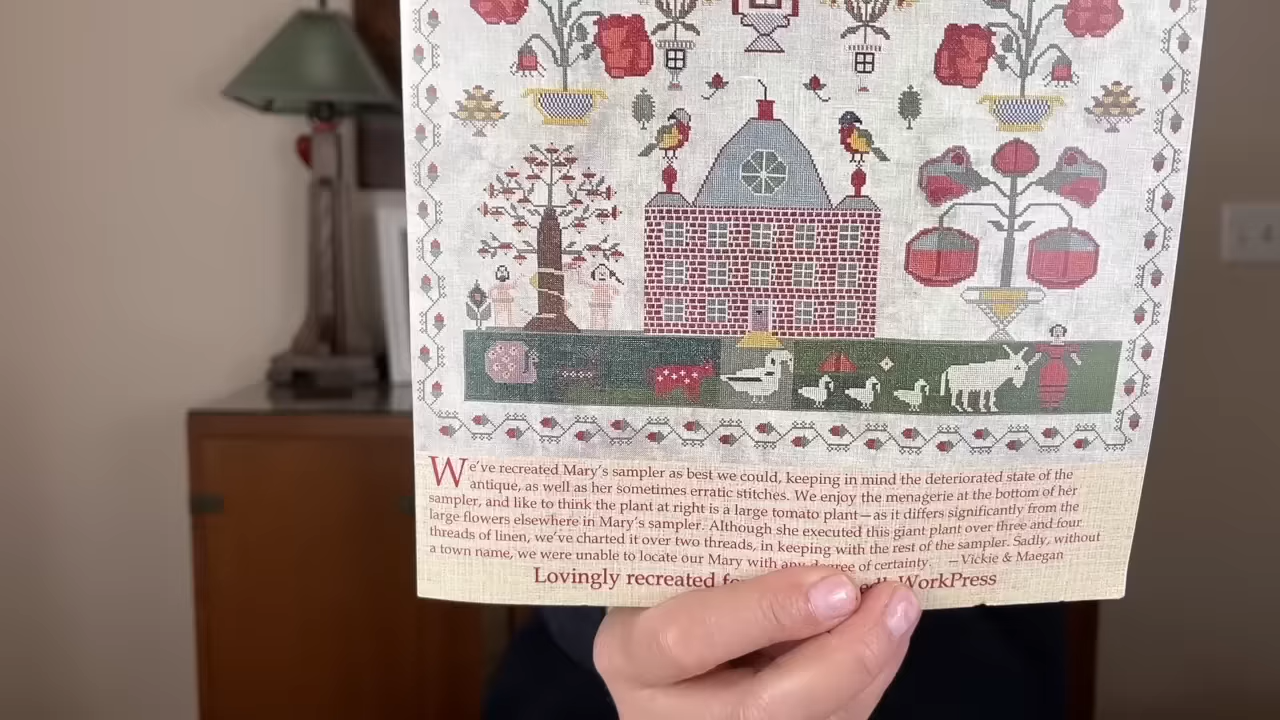 We've recreated Mary's sampler as best we could, keeping in mind the deteriorated state of the
antique, as well as her sometimes erratic stitches. We enjoy the menagerie at the bottom of her
sampler, and like to think the plant at right is a large tomato plant—as it differs significantly from the
large flowers elsewhere in Mary's sampler. Although she executed this giant plant over three and four
threads of linen, we've charted it over two threads, in keeping with the rest of the sampler. Sadly, without
a town name, we were unable to locate our Mary with any degree of certainty. —Vickie & Maegan
Lovingly recreated WorkPress